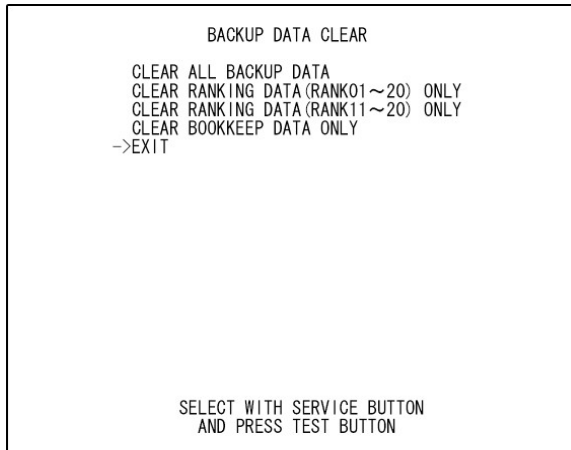 BACKUP DATA CLEAR
CLEAR ALL BACKUP DATA
CLEAR RANKING DATA(RANK01～20) ONLY
CLEAR RANKING DATA(RANK11～20) ONLY
CLEAR BOOKKEEP DATA ONLY
->EXIT
SELECT WITH SERVICE BUTTON
AND PRESS TEST BUTTON